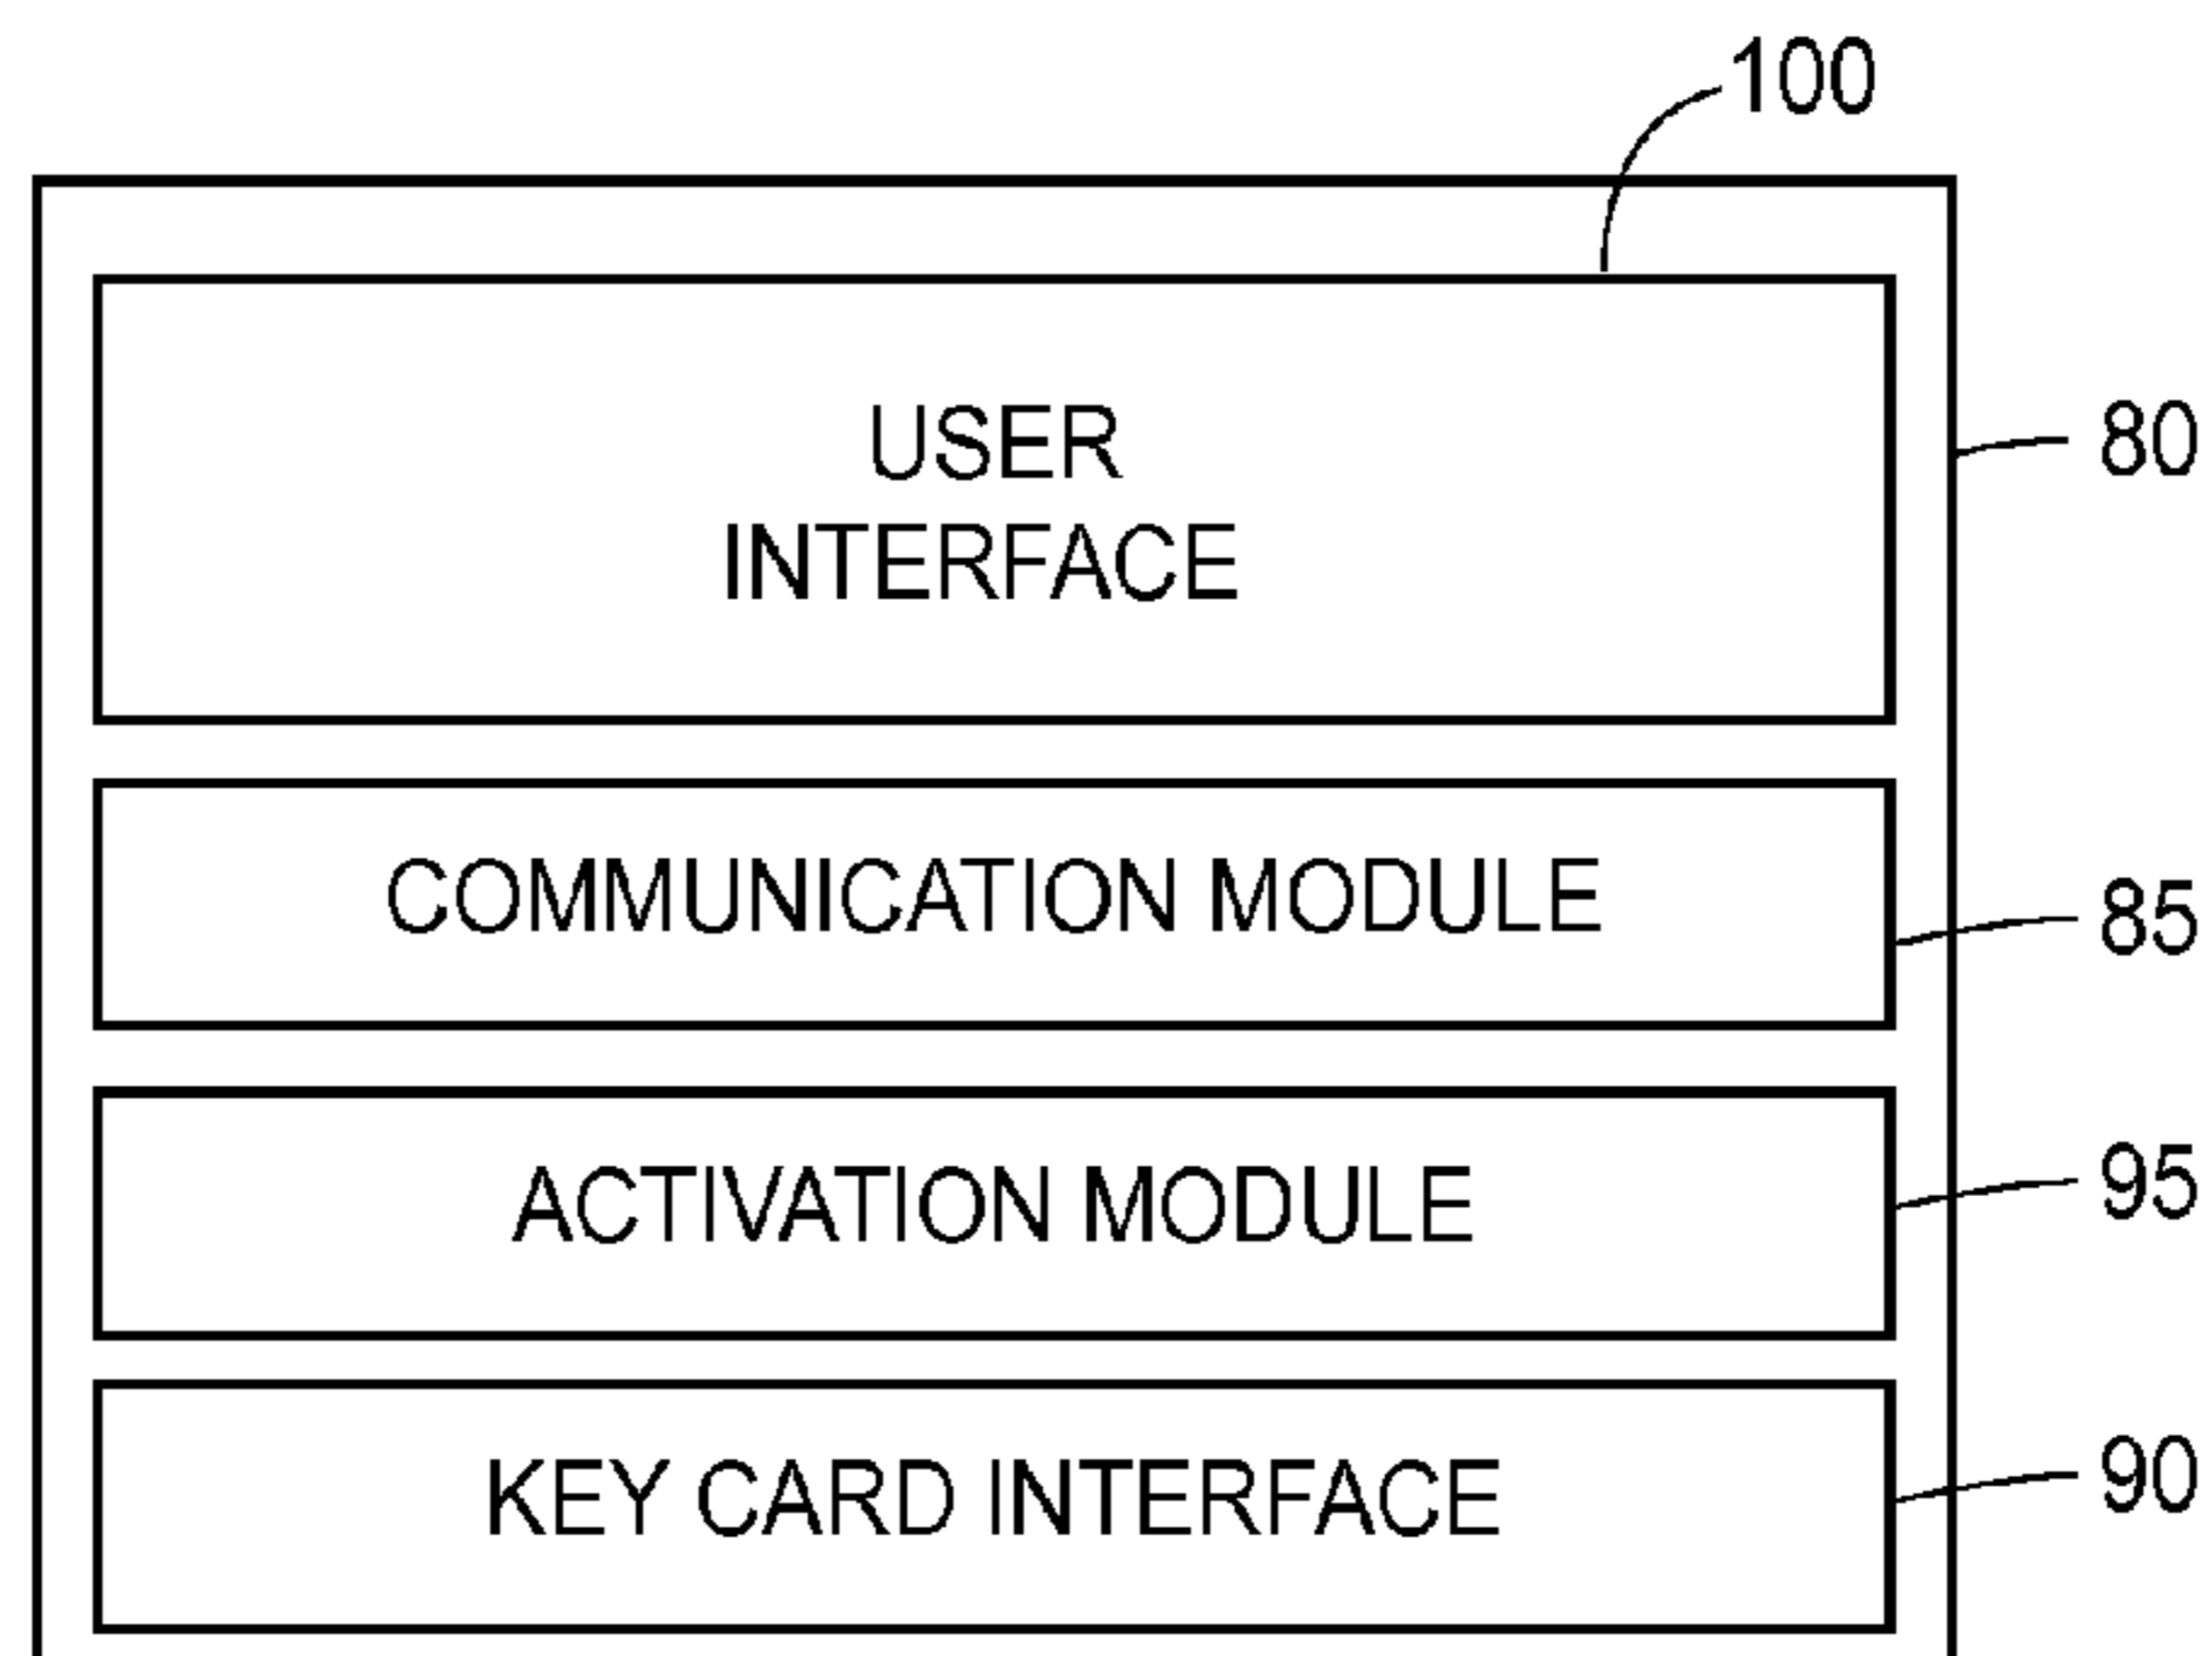 100
USER
INTERFACE
80
COMMUNICATION MODULE
85
ACTIVATION MODULE
95
KEY CARD INTERFACE
90